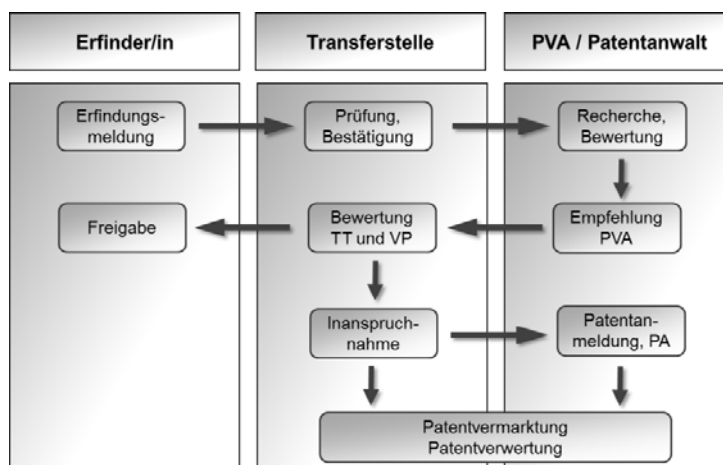 Erfinder/in
Transferstelle
PVA / Patentanwalt
Erfindungs-
meldung
Prüfung,
Bestätigung
Recherche,
Bewertung
Freigabe
Bewertung
TT und VP
Empfehlung
PVA
Inanspruch-
nahme
Patentan-
meldung, PA
Patentvermarktung
Patentverwertung